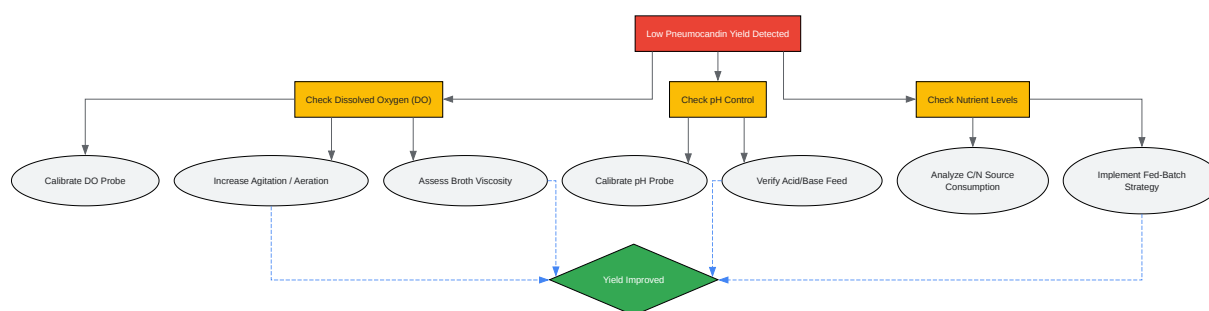 Low Pneumocandin Yield Detected
Check Dissolved Oxygen (DO)
Check pH Control
Check Nutrient Levels
Calibrate DO Probe
Increase Agitation / Aeration
Assess Broth Viscosity
Calibrate pH Probe
Verify Acid/Base Feed
Analyze C/N Source
Consumption
Implement Fed-Batch
Strategy
Yield Improved